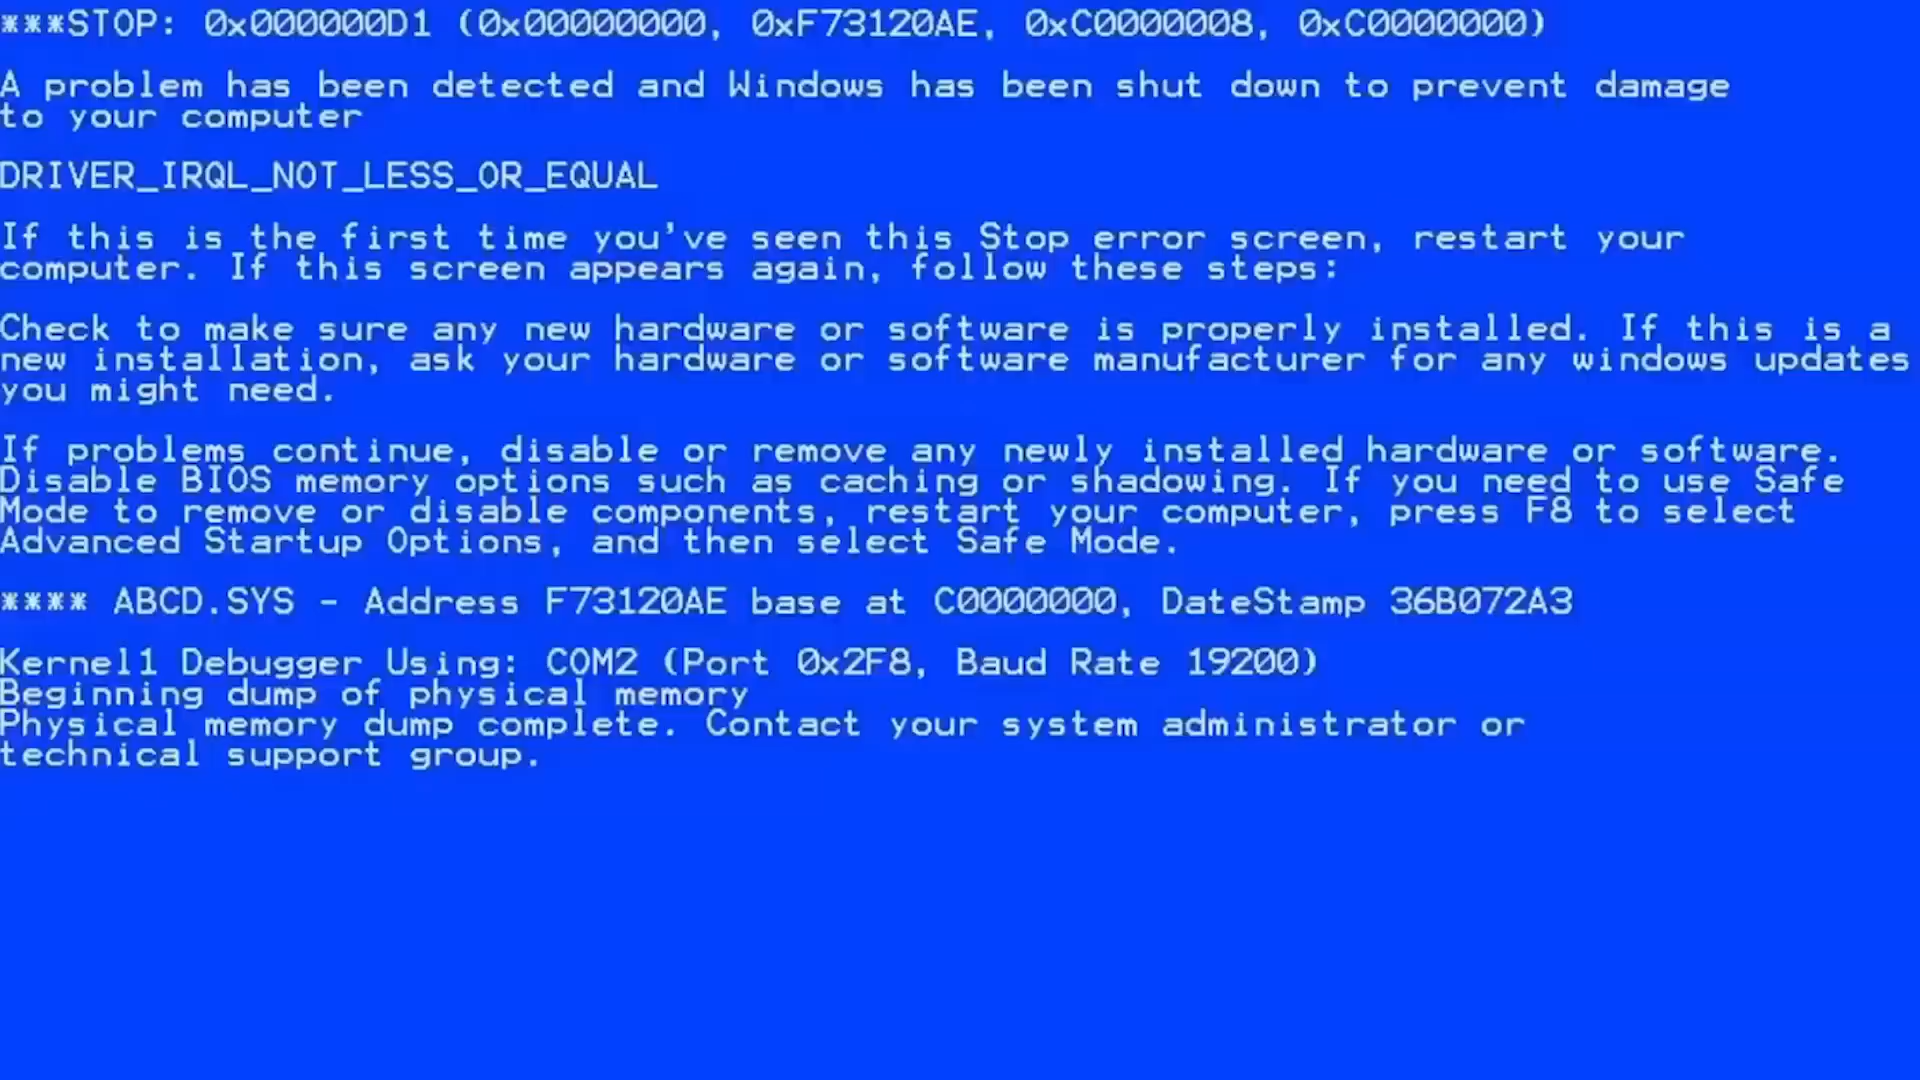 ***STOP: 0x000000D1 (0x00000000, 0xF73120AE, 0xC0000008, 0xC0000000)
A problem has been detected and Windows has been shut down to prevent damage
to your computer
DRIVER_IRQL_NOT_LESS_OR_EQUAL
If this is the first time you've seen this Stop error screen, restart your
computer. If this screen appears again, follow these steps:
Check to make sure any new hardware or software is properly installed. If this is a
new installation, ask your hardware or software manufacturer for any windows updates
you might need.
If problems continue, disable or remove any newly installed hardware or software.
Disable BIOS memory options such as caching or shadowing. If you need to use Safe
Mode to remove or disable components, restart your computer, press F8 to select
Advanced Startup Options, and then select Safe Mode.
**** ABCD.SYS - Address F73120AE base at C0000000, DateStamp 36B072A3
Kernel1 Debugger Using: COM2 (Port 0x2F8, Baud Rate 19200)
Beginning dump of physical memory
Physical memory dump complete. Contact your system administrator or
technical support group.